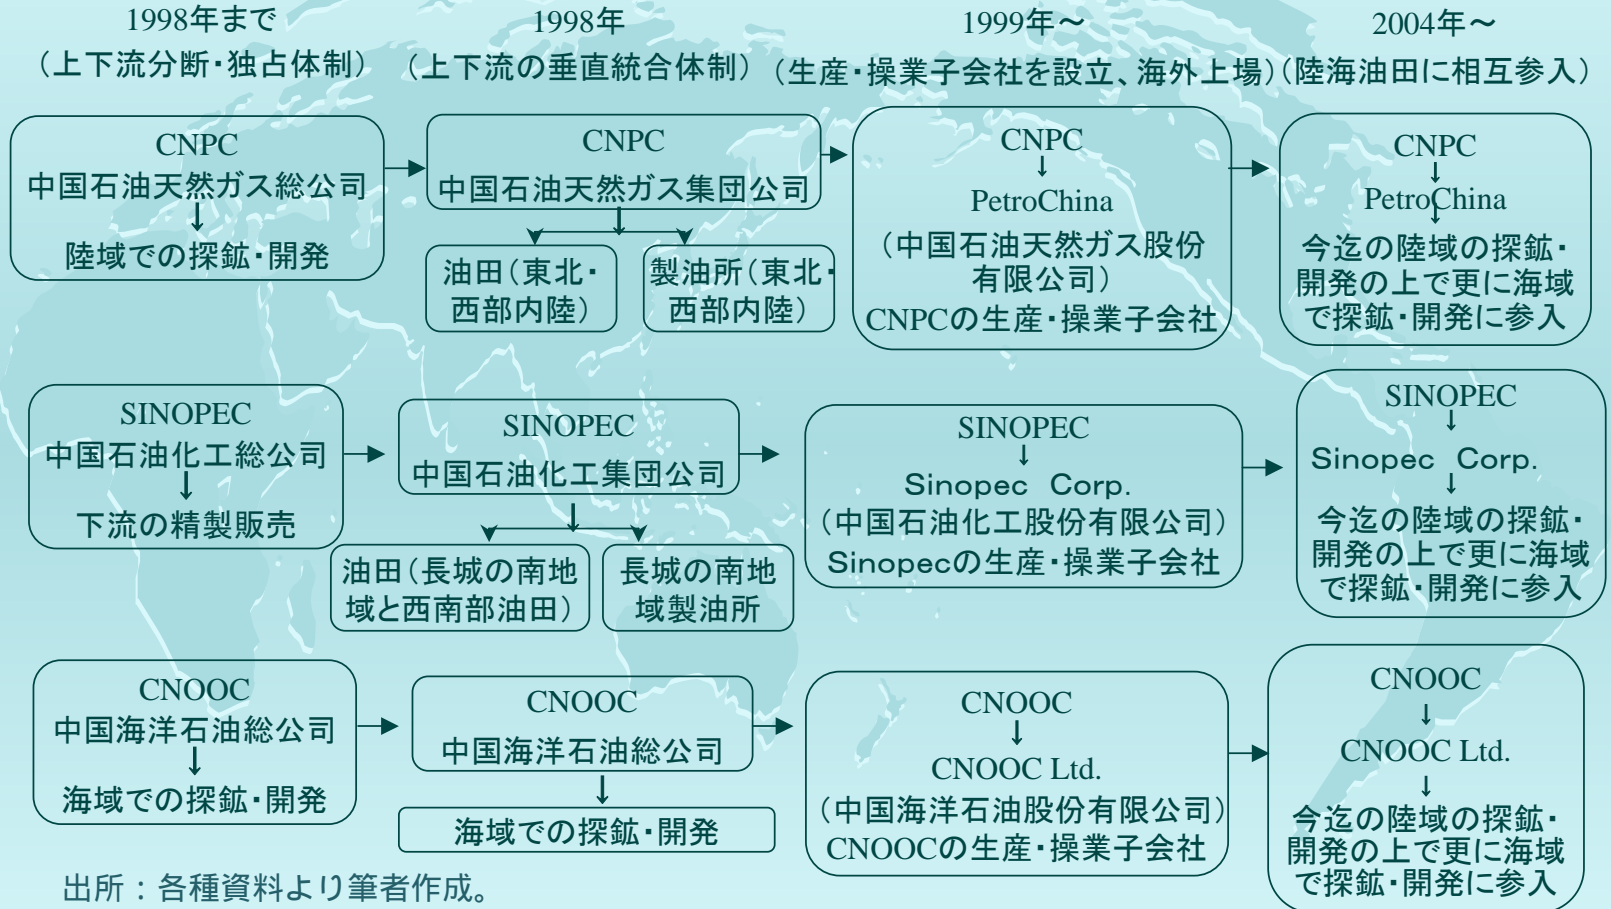 1998年まで
（上下流分断・独占体制）
1998年
（上下流の垂直統合体制）
1999年～
（生産・操業子会社を設立、海外上場）
2004年～
（陸海油田に相互参入）
CNPC
中国石油天然ガス総公司
陸域での探鉱・開発
CNPC
中国石油天然ガス集団公司
油田（東北・
西部内陸）
製油所（東北・
西部内陸）
CNPC
PetroChina
（中国石油天然ガス股份
有限公司）
CNPCの生産・操業子会社
CNPC
PetroChina
今迄の陸域の探鉱・
開発の上で更に海域
で探鉱・開発に参入
SINOPEC
中国石油化工総公司
下流の精製販売
SINOPEC
中国石油化工集団公司
油田（長城の南地
域と西南部油田）
長城の南地
域製油所
SINOPEC
Sinopec Corp.
（中国石油化工股份有限公司）
Sinopecの生産・操業子会社
SINOPEC
Sinopec Corp.
今迄の陸域の探鉱・
開発の上で更に海域
で探鉱・開発に参入
CNOOC
中国海洋石油総公司
海域での探鉱・開発
CNOOC
中国海洋石油総公司
海域での探鉱・開発
CNOOC
CNOOC Ltd.
（中国海洋石油股份有限公司）
CNOOCの生産・操業子会社
CNOOC
CNOOC Ltd.
今迄の陸域の探鉱・
開発の上で更に海域
で探鉱・開発に参入
出所：各種資料より筆者作成。